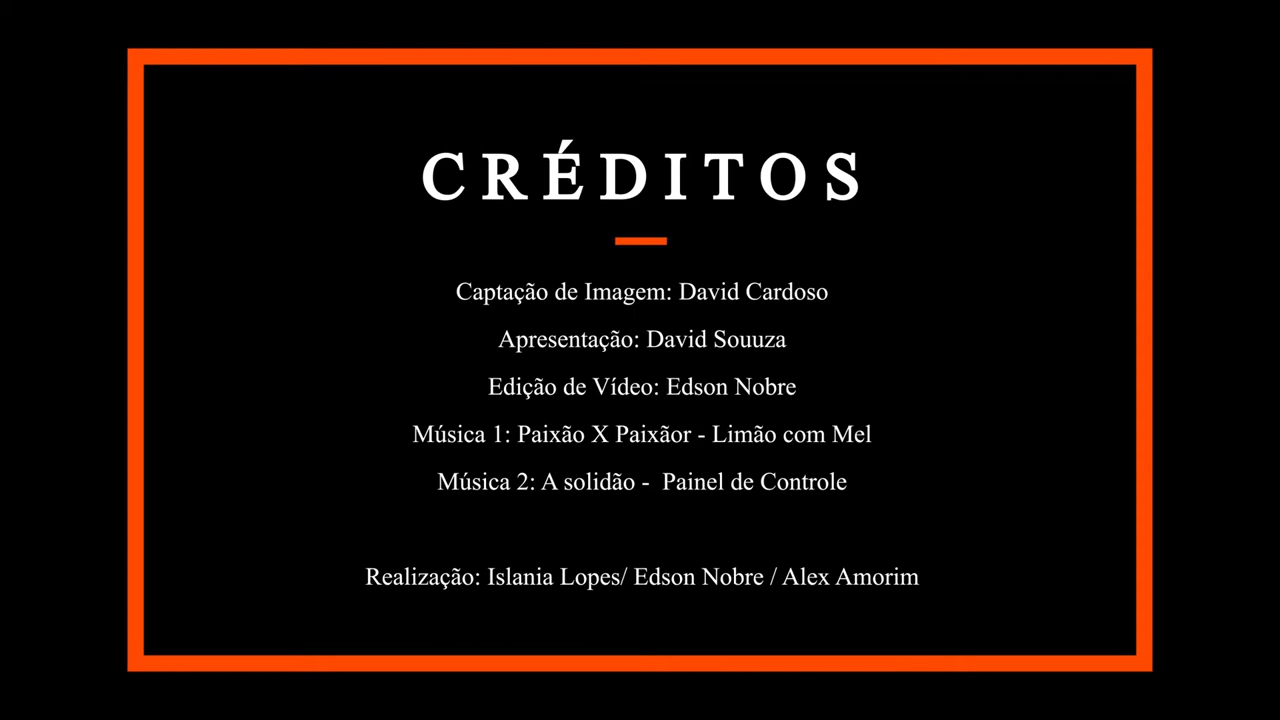 CRÉDITOS
Captação de Imagem: David Cardoso
Apresentação: David Souuza
Edição de Vídeo: Edson Nobre
Música 1: Paixão X Paixãor - Limão com Mel
Música 2: A solidão -  Painel de Controle
Realização: Islania Lopes/ Edson Nobre / Alex Amorim